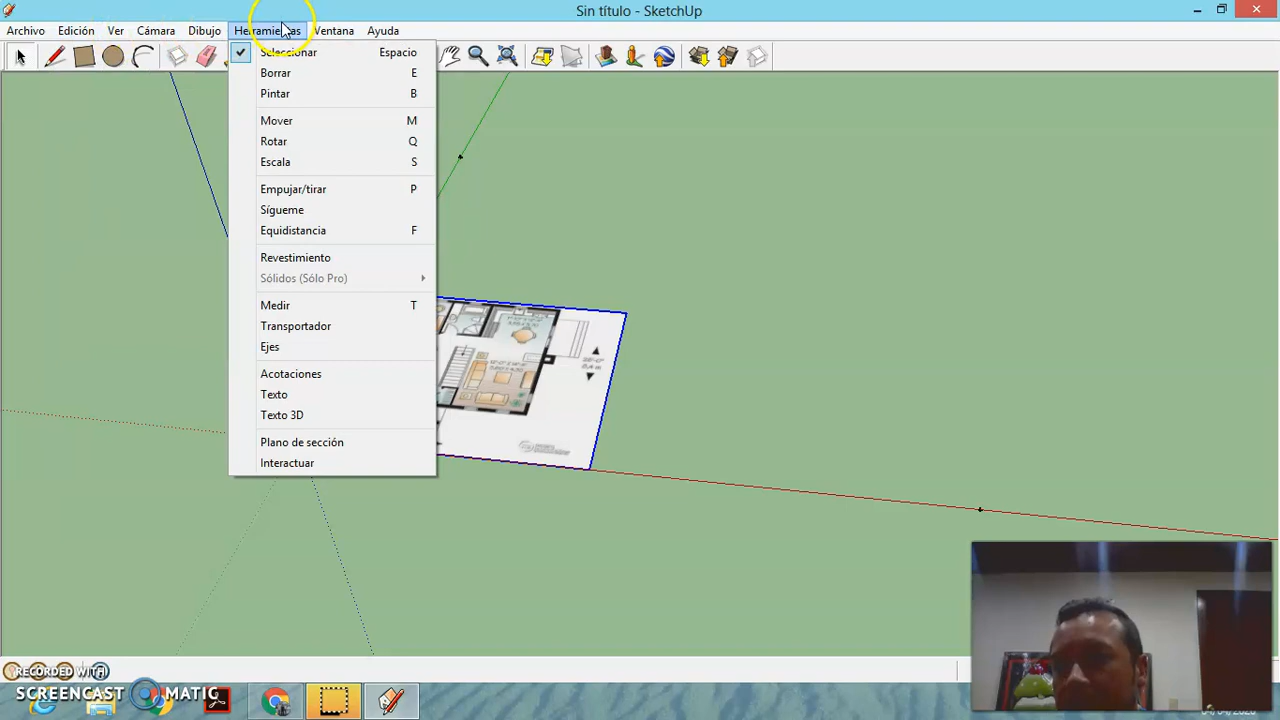 Sin título - SketchUp
Archivo Edición Ver Cámara Dibujo Herramientas Ventana Ayuda
Seleccionar Espacio
Borrar E
Pintar B
Mover M
Rotar Q
Escala S
Empujar/tirar P
Sígueme
Equidistancia F
Revestimiento
Sólidos (Sólo Pro)
Medir T
Transportador
Ejes
Acotaciones
Texto
Texto 3D
Plano de sección
Interactuar
RECORDED WITH
SCREENCAST MATIC